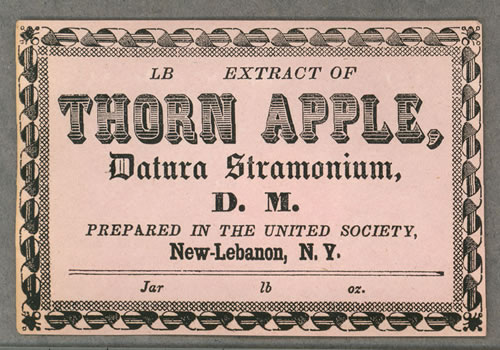 LB EXTRACT OF
THORN APPLE,
Datura Stramonium,
D. M.
PREPARED IN THE UNITED SOCIETY,
New-Lebanon, N. Y.
Jar lb oz.